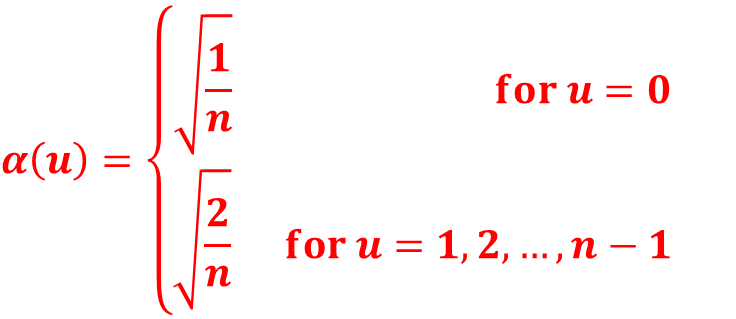 α(u) = { √(1/n) for u = 0
√(2/n) for u = 1, 2, …, n − 1